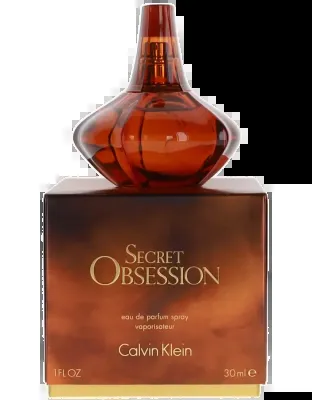 SECRET
OBSESSION
eau de parfum spray
vaporisateur
Calvin Klein
1 FL OZ 30 ml e